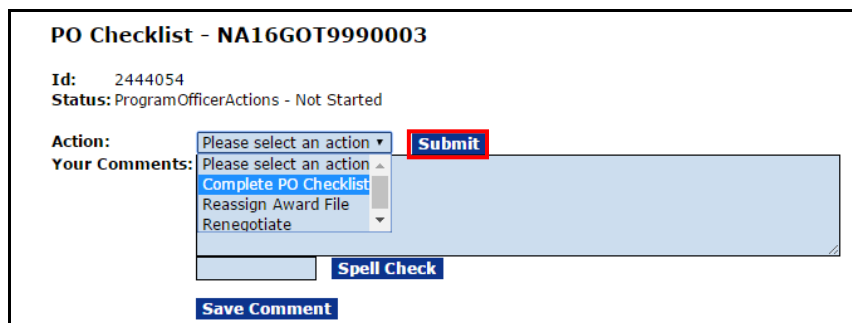 PO Checklist - NA16GOT9990003
Id: 2444054
Status: ProgramOfficerActions - Not Started
Action: Please select an action Submit
Your Comments: Please select an action
Complete PO Checklist
Reassign Award File
Renegotiate
Spell Check
Save Comment